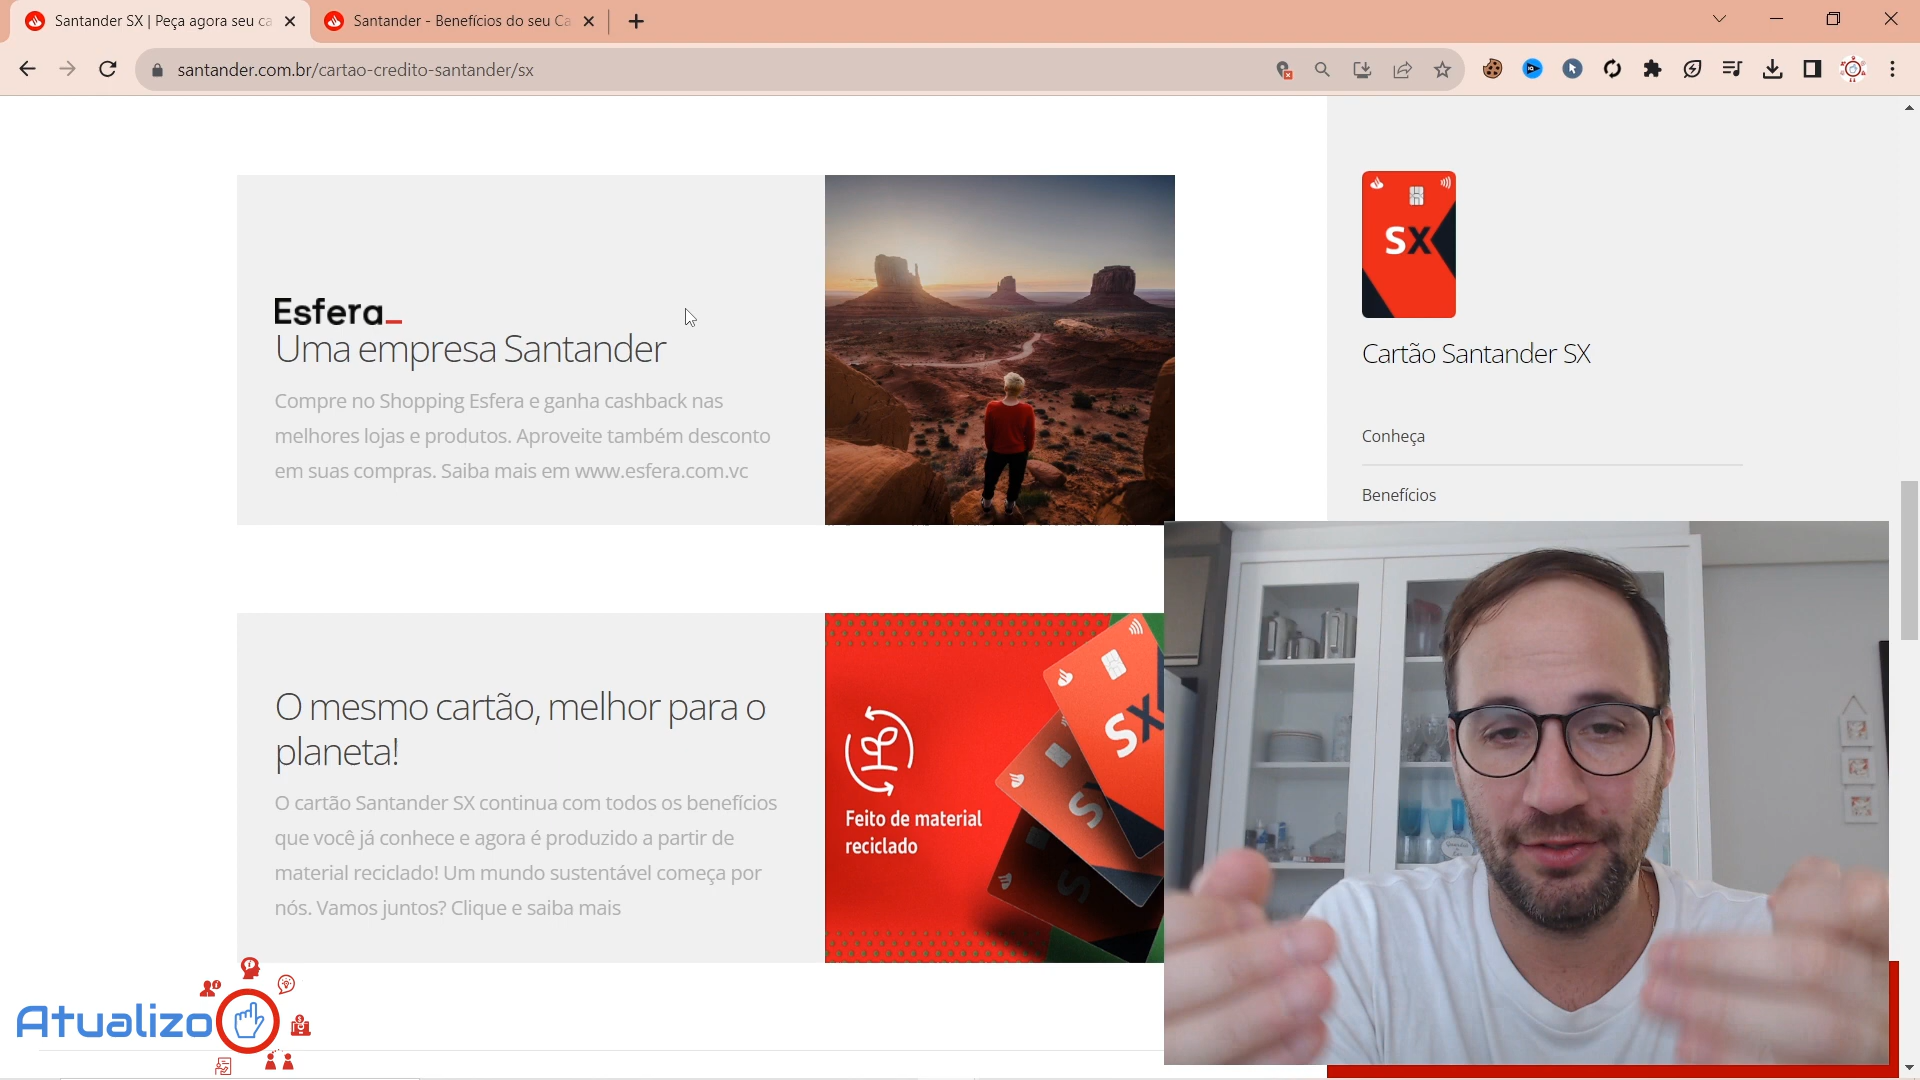 Santander SX | Peça agora seu ca
Santander - Benefícios do seu Ca
santander.com.br/cartao-credito-santander/sx
Esfera_
Uma empresa Santander
Compre no Shopping Esfera e ganha cashback nas
melhores lojas e produtos. Aproveite também desconto
em suas compras. Saiba mais em www.esfera.com.vc
SX
Cartão Santander SX
Conheça
Benefícios
O mesmo cartão, melhor para o
planeta!
O cartão Santander SX continua com todos os benefícios
que você já conhece e agora é produzido a partir de
material reciclado! Um mundo sustentável começa por
nós. Vamos juntos? Clique e saiba mais
SX
SX
Feito de material
reciclado
Atualizo